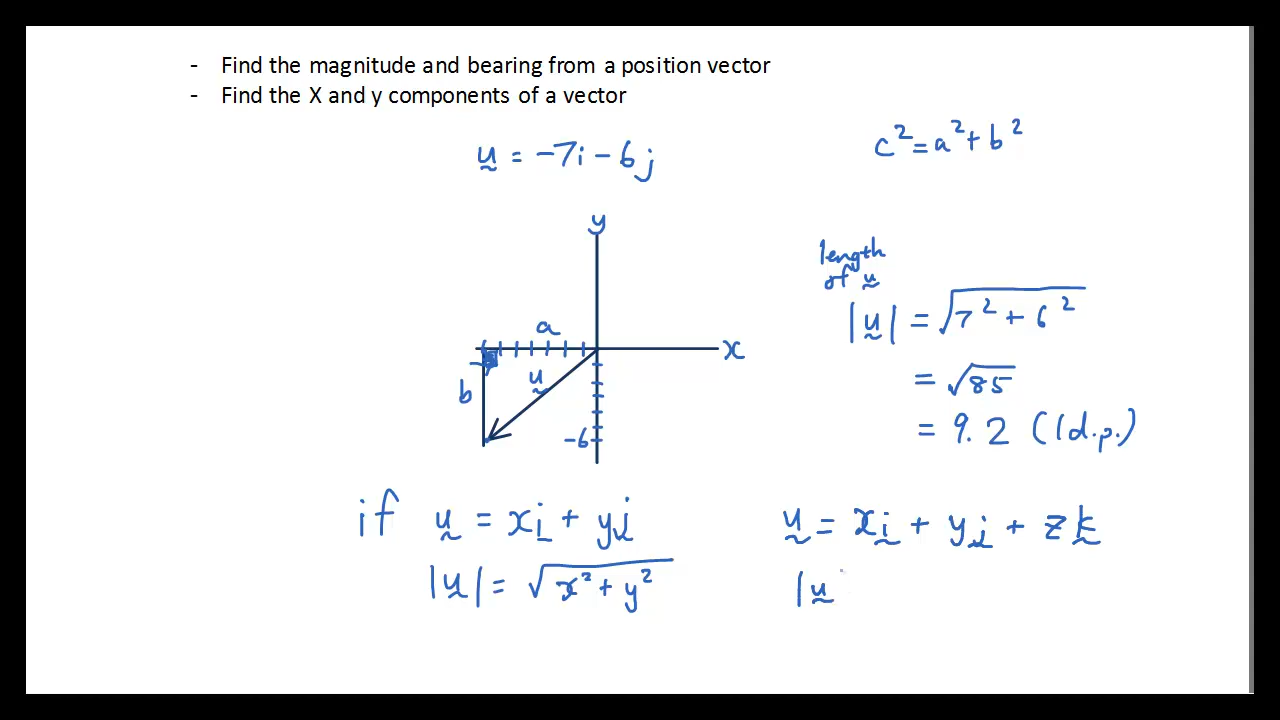 - Find the magnitude and bearing from a position vector
- Find the X and y components of a vector
u = -7i - 6j
c² = a² + b²
y
length
of u
|u| = √7² + 6²
a
x
u
b
-7
= √85
= 9.2 (1d.p.)
-6
if u = xi + yj
|u| = √x² + y²
u = xi + yj + zk
|u